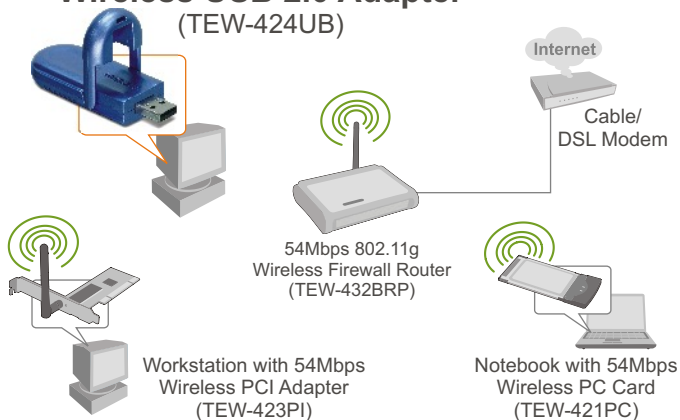 (TEW-424UB)
Internet
Cable/
DSL Modem
54Mbps 802.11g
Wireless Firewall Router
(TEW-432BRP)
Workstation with 54Mbps
Wireless PCI Adapter
(TEW-423PI)
Notebook with 54Mbps
Wireless PC Card
(TEW-421PC)